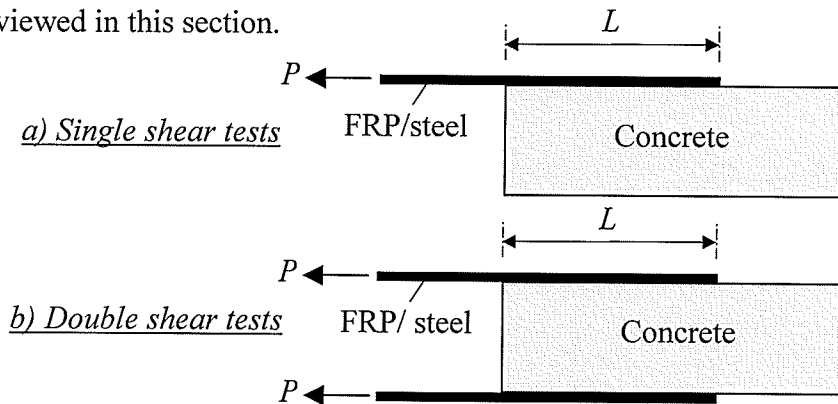 viewed in this section.
L
P
FRP/steel
a) Single shear tests
Concrete
L
P
FRP/ steel
b) Double shear tests
Concrete
P